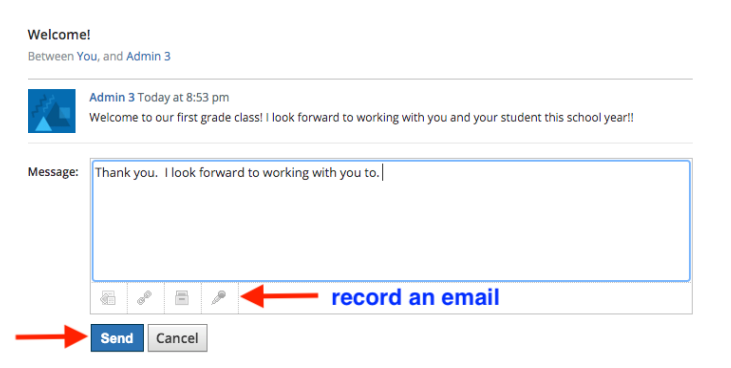 Welcome!
Between You, and Admin 3
Admin 3 Today at 8:53 pm
Welcome to our first grade class! I look forward to working with you and your student this school year!!
Message:
Thank you.  I look forward to working with you to.
record an email
Send Cancel